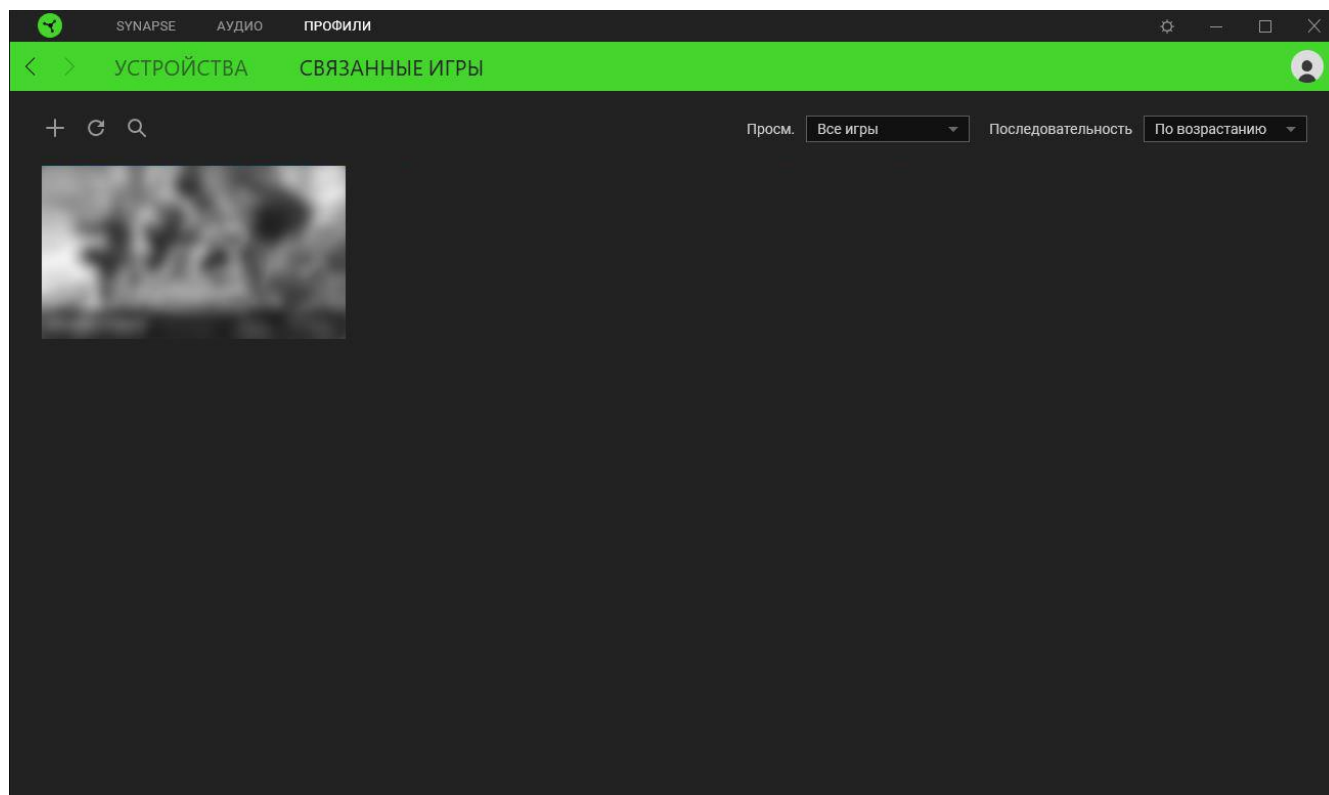 SYNAPSE АУДИО ПРОФИЛИ
УСТРОЙСТВА СВЯЗАННЫЕ ИГРЫ
Просм. Все игры Последовательность По возрастанию